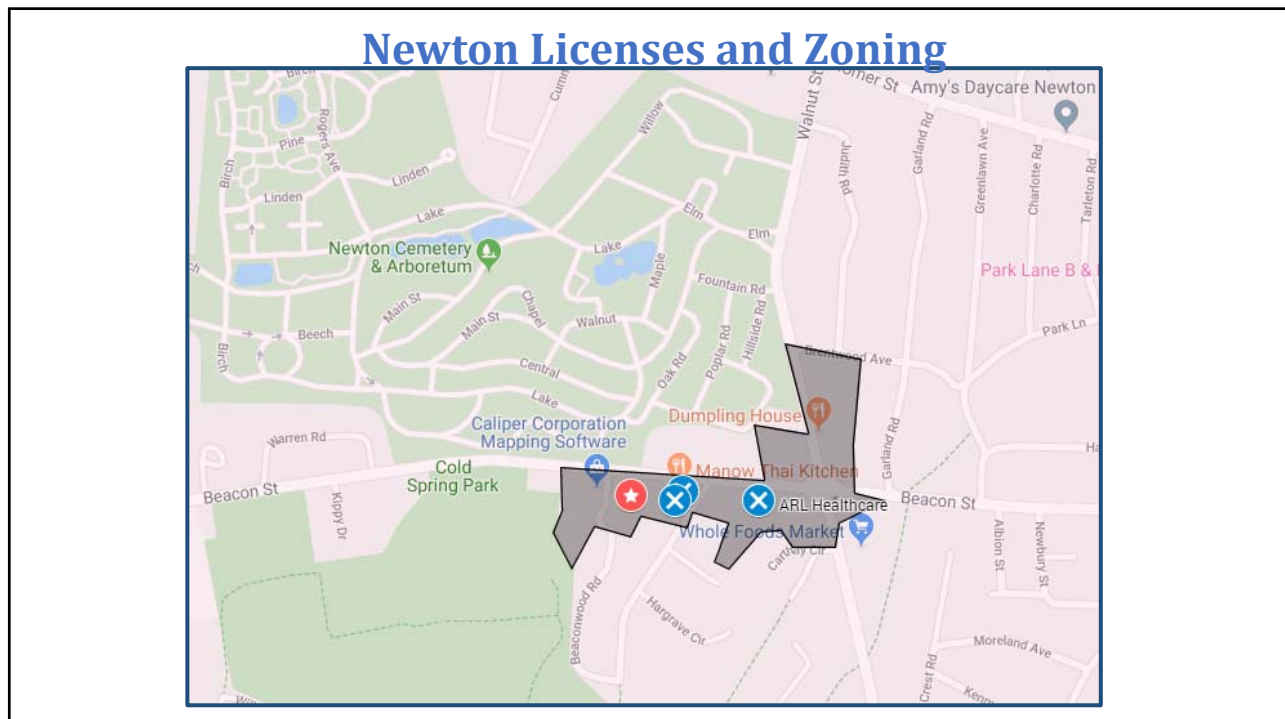 Newton Licenses and Zoning
Birch
Cumn
Willow
Walnut St
omer St
Amy's Daycare Newton
Rogers Ave
Pine
Birch
Linden
Linden
Judith Rd
Garland Rd
Greenlawn Ave
Charlotte Rd
Tarleton Rd
Lake
Elm
Elm
Newton Cemetery
& Arboretum
Lake
Maple
Fountain Rd
Park Lane B &
Park Ln
Main St
Main St
Chapel
Walnut
Beech
Birch
Central
Lake
Oak Rd
Poplar Rd
Hillside Rd
Brentwood Ave
Dumpling House
Caliper Corporation
Mapping Software
Warren Rd
Garland Rd
Manow Thai Kitchen
Cold
Spring Park
Beacon St
Kippy Dr
Beacon St
ARL Healthcare
Whole Foods Market
Albion St
Newbury St
Beaconwood Rd
Hargrave Cir
Moreland Ave
Crest Rd